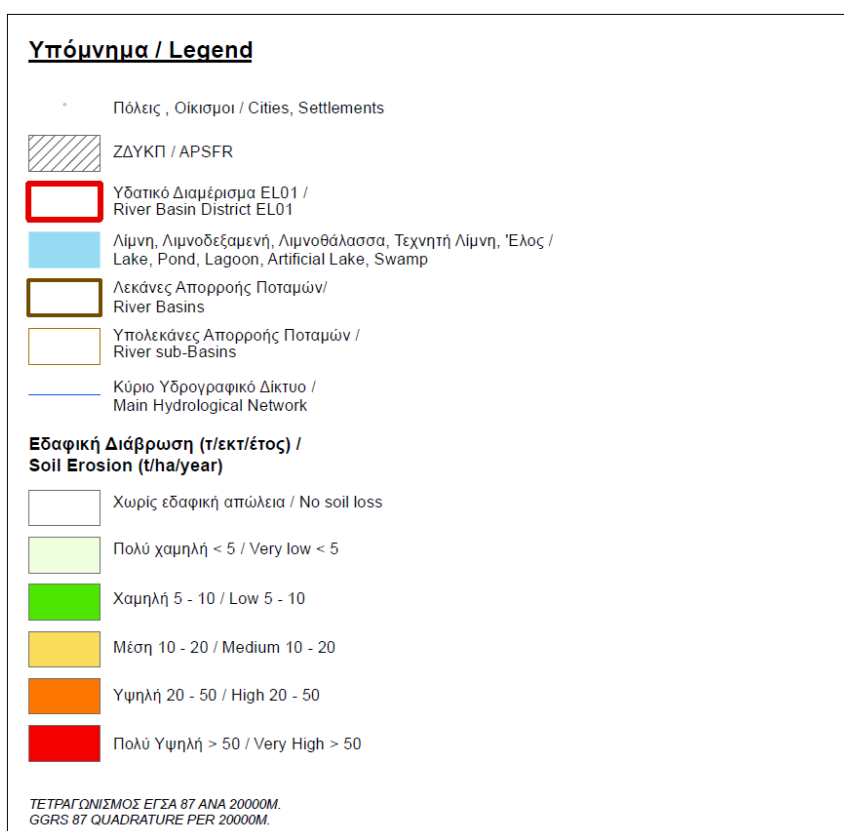 Υπόμνημα / Legend
Πόλεις , Οίκισμοι / Cities, Settlements
ΖΔΥΚΠ / APSFR
Υδατικό Διαμέρισμα EL01 /
River Basin District EL01
Λίμνη, Λιμνοδεξαμενή, Λιμνοθάλασσα, Τεχνητή Λίμνη, 'Ελος /
Lake, Pond, Lagoon, Artificial Lake, Swamp
Λεκάνες Απορροής Ποταμών/
River Basins
Υπολεκάνες Απορροής Ποταμών /
River sub-Basins
Κύριο Υδρογραφικό Δίκτυο /
Main Hydrological Network
Εδαφική Διάβρωση (τ/εκτ/έτος) /
Soil Erosion (t/ha/year)
Χωρίς εδαφική απώλεια / No soil loss
Πολύ χαμηλή < 5 / Very low < 5
Χαμηλή 5 - 10 / Low 5 - 10
Μέση 10 - 20 / Medium 10 - 20
Υψηλή 20 - 50 / High 20 - 50
Πολύ Υψηλή > 50 / Very High > 50
ΤΕΤΡΑΓΩΝΙΣΜΟΣ ΕΓΣΑ 87 ΑΝΑ 20000Μ.
GGRS 87 QUADRATURE PER 20000M.